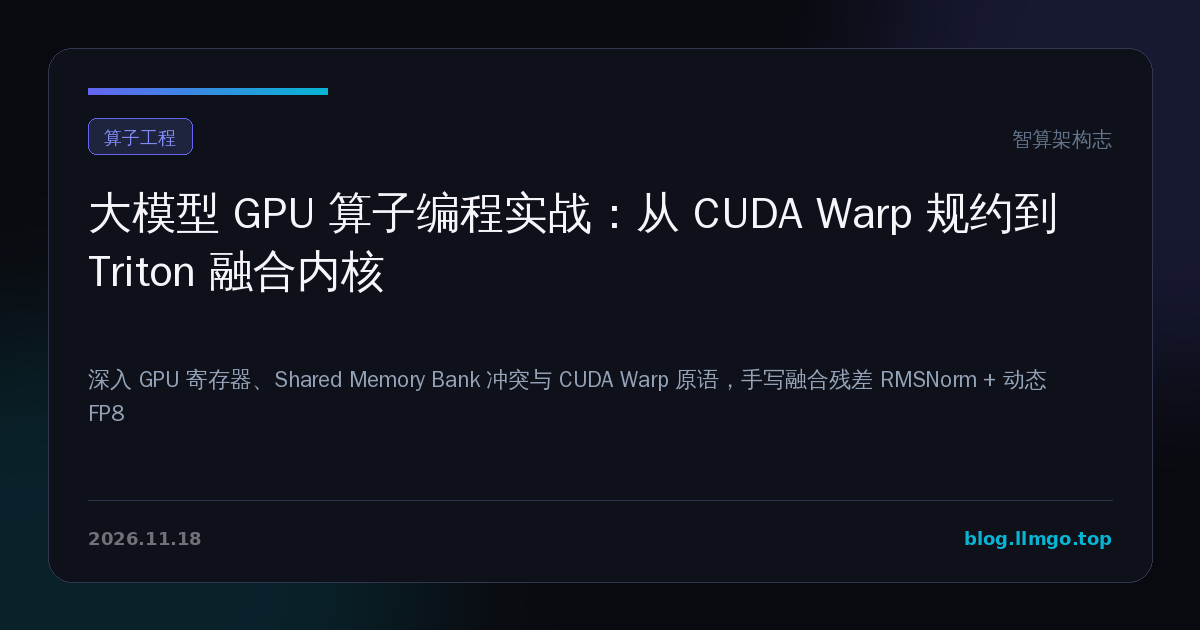 算子工程
智算架构志
大模型 GPU 算子编程实战：从 CUDA Warp 规约到
Triton 融合内核
深入 GPU 寄存器、Shared Memory Bank 冲突与 CUDA Warp 原语，手写融合残差 RMSNorm + 动态
FP8
2026.11.18
blog.llmgo.top